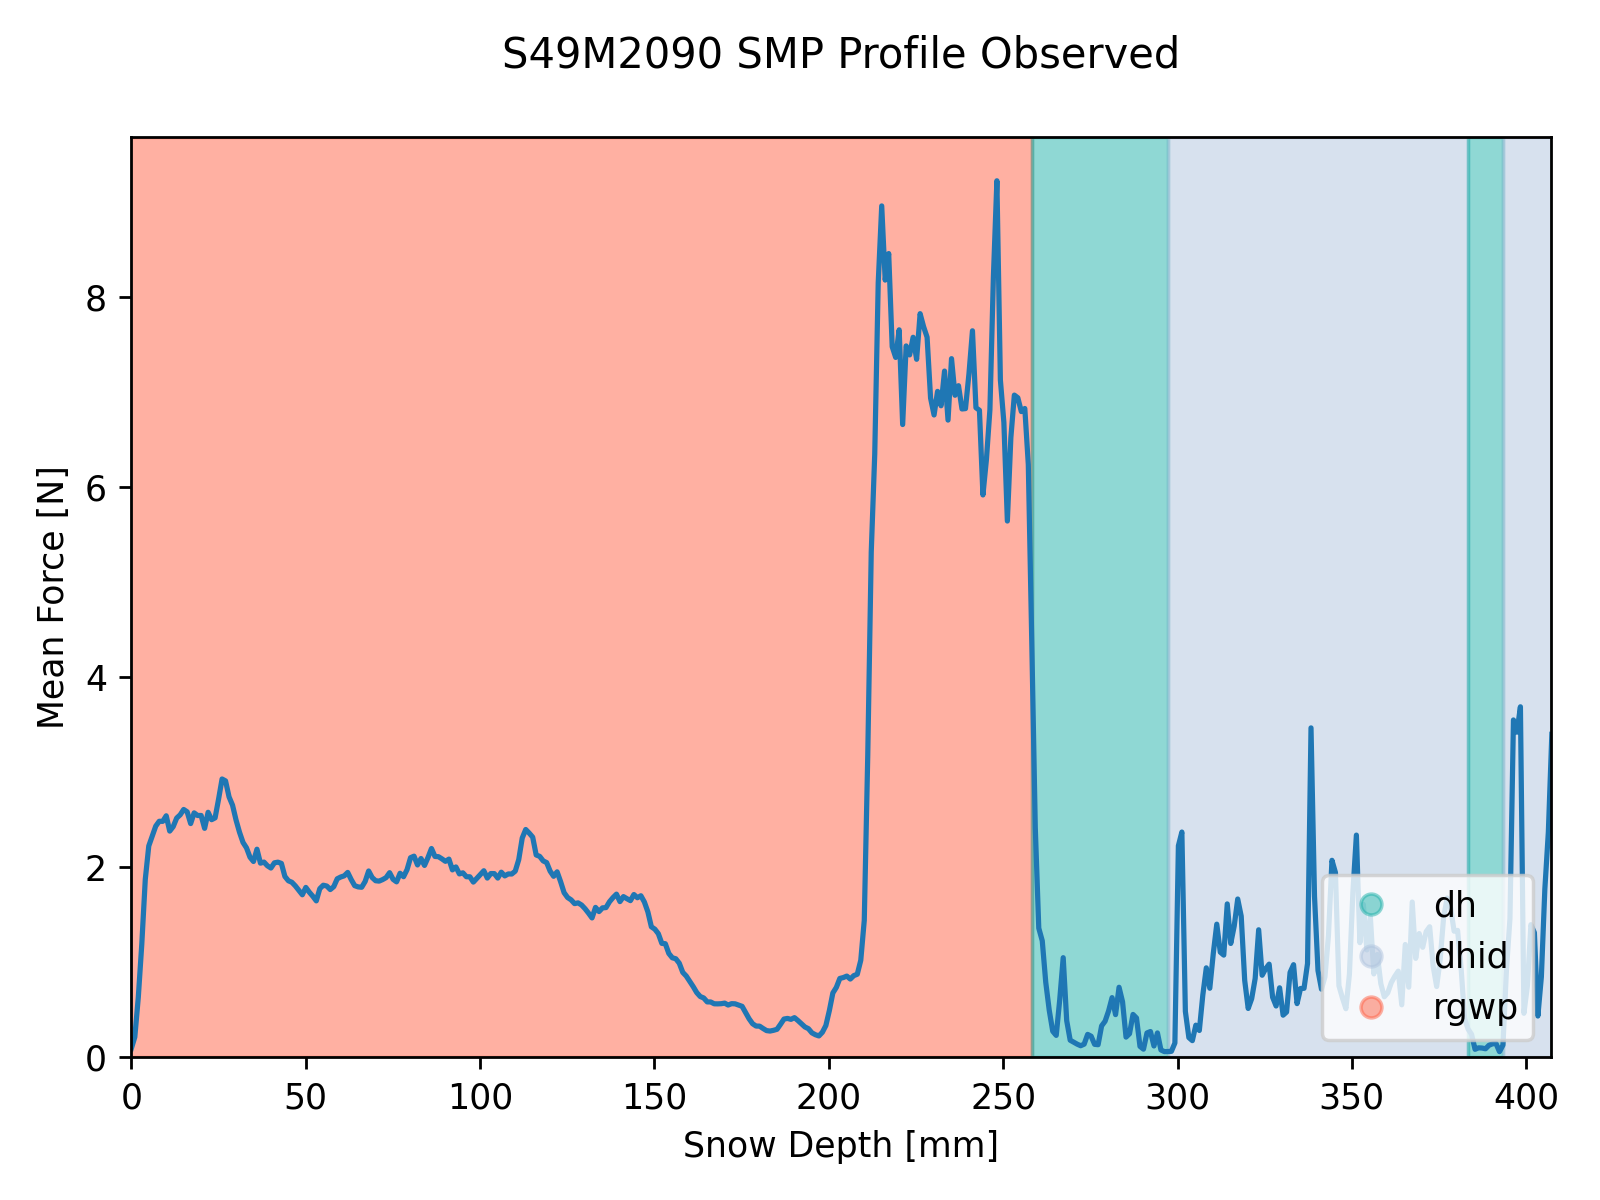 S49M2090 SMP Profile Observed
Mean Force [N]
8
6
4
2
0
dh
dhid
rgwp
0 50 100 150 200 250 300 350 400
Snow Depth [mm]